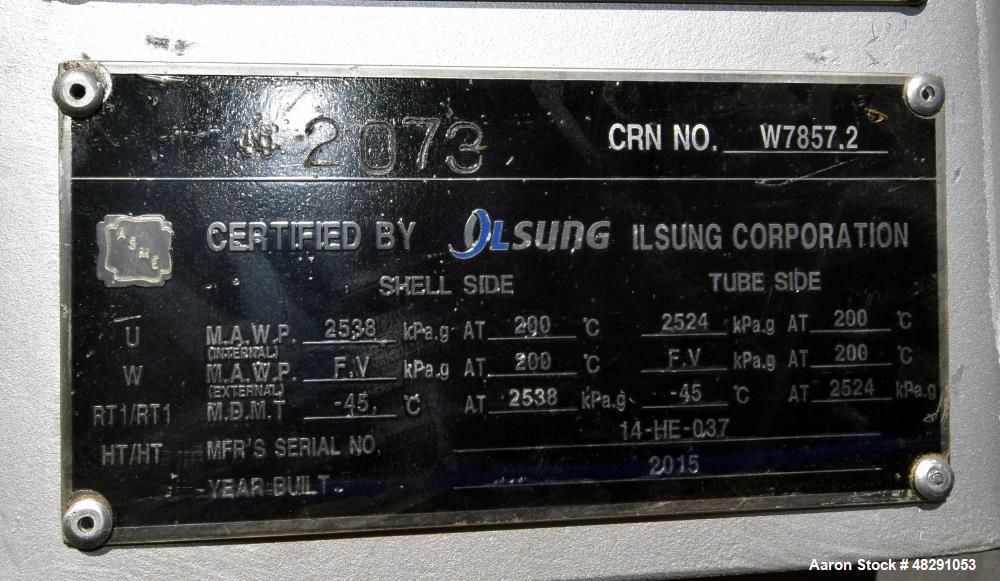 NB 2073 CRN NO. W7857.2
ASME CERTIFIED BY ILSUNG ILSUNG CORPORATION
SHELL SIDE TUBE SIDE
U M.A.W.P. (INTERNAL) 2538 kPa.g AT 200 °C 2524 kPa.g AT 200 °C
W M.A.W.P. (EXTERNAL) F.V kPa.g AT 200 °C F.V kPa.g AT 200 °C
RT1/RT1 M.D.M.T -45 °C AT 2538 kPa.g -45 °C AT 2524 kPa.g
HT/HT MFR'S SERIAL NO. 14-HE-037
YEAR BUILT 2015
Aaron Stock # 48291053